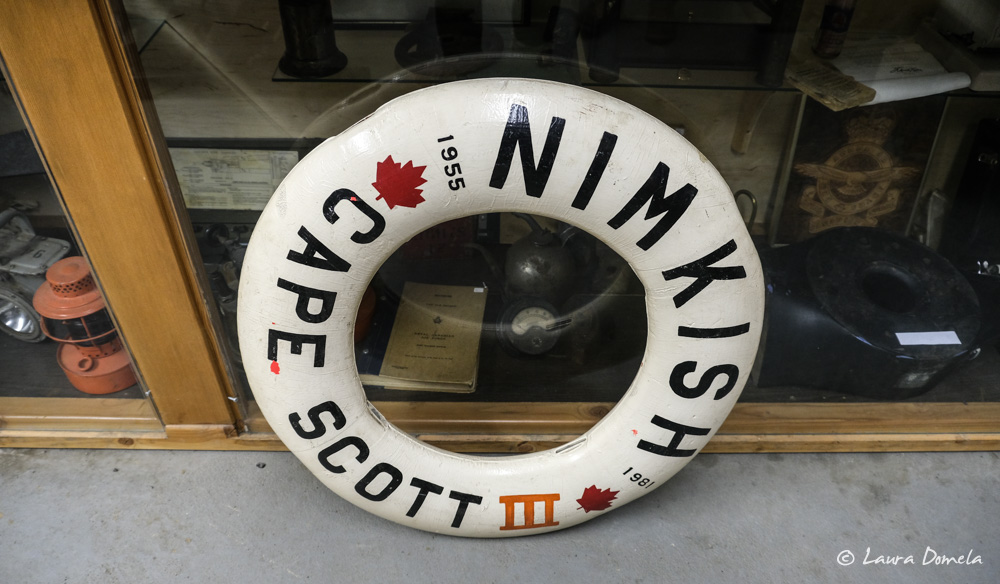 1955
NIMKISH
1981
CAPE SCOTT III
© Laura Domela